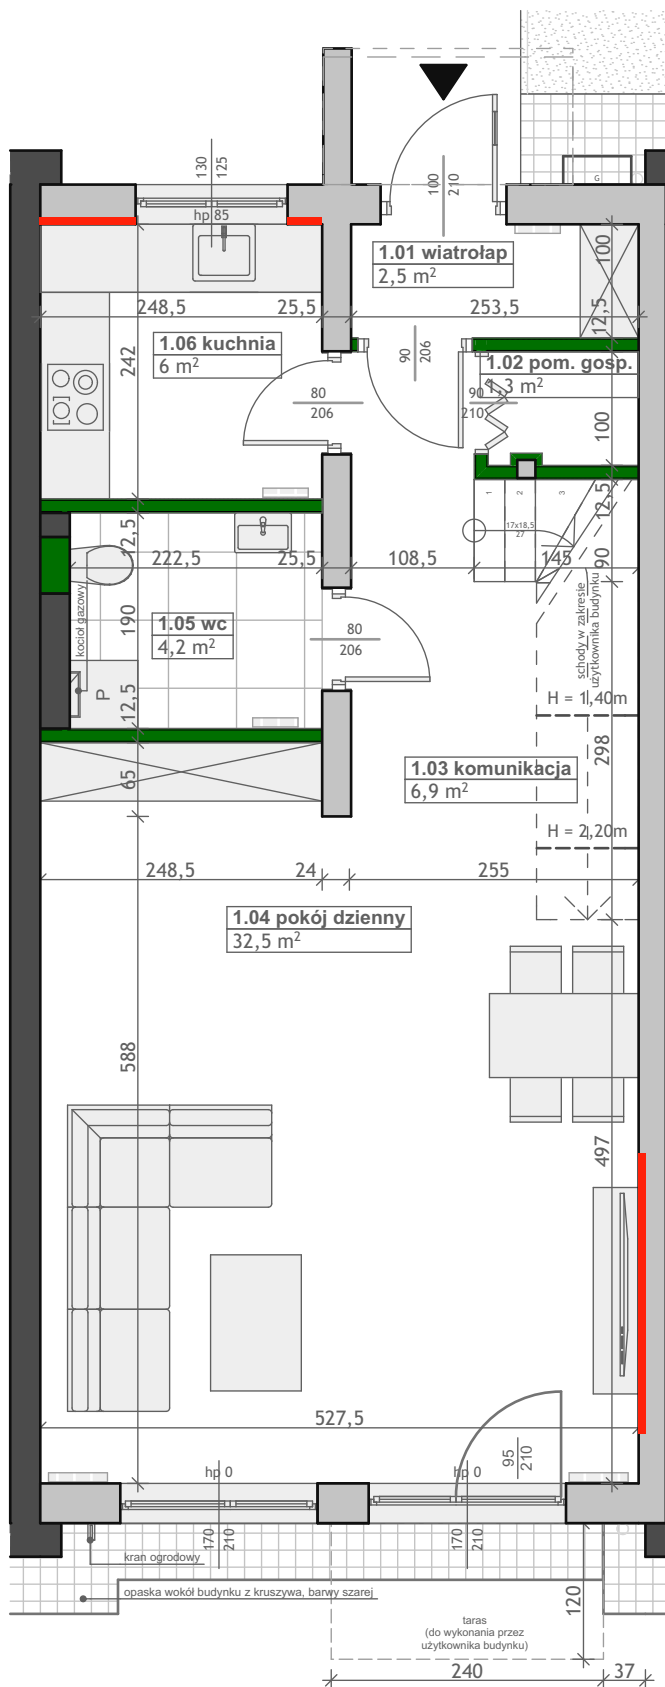 130
125
hp 85
100
210
G
1.01 wiatrołap
2,5 m²
100
12,5
248,5
25,5
253,5
1.06 kuchnia
6 m²
242
80
206
90
206
1.02 pom. gosp.
1,3 m²
90
210
100
1
2
3
17x18,5
27
12,5
12,5
222,5
25,5
108,5
145
90
kocioł gazowy
190
1.05 wc
4,2 m²
80
206
schody w zakresie
użytkownika budynku
P
12,5
H = 1,40m
298
65
1.03 komunikacja
6,9 m²
H = 2,20m
248,5
24
255
1.04 pokój dzienny
32,5 m²
588
497
527,5
95
210
hp 0
hp 0
170
210
170
210
kran ogrodowy
opaska wokół budynku z kruszywa, barwy szarej
120
taras
(do wykonania przez
użytkownika budynku)
240
37